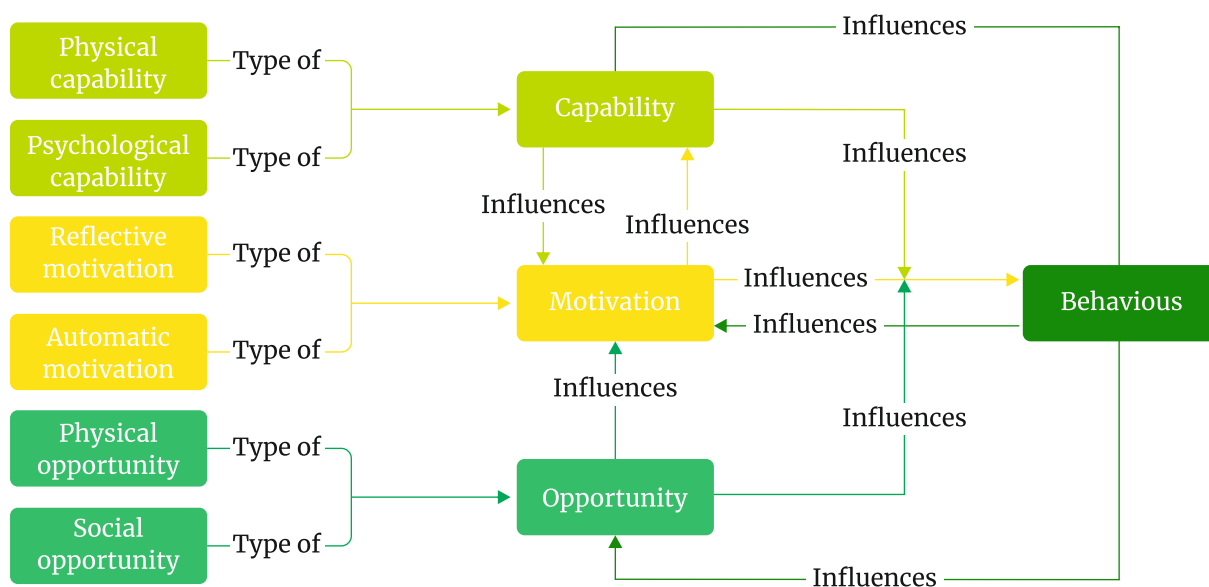 Influences
Physical
capability
Type of
Capability
Influences
Psychological
capability
Type of
Influences
Influences
Reflective
motivation
Type of
Influences
Motivation
Behavious
Influences
Automatic
motivation
Type of
Influences
Influences
Physical
opportunity
Type of
Opportunity
Social
opportunity
Type of
Influences